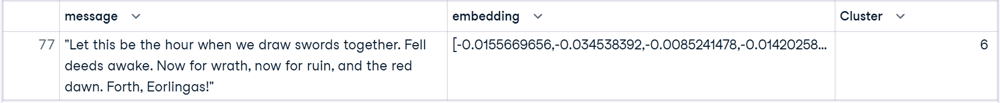 message embedding Cluster
77 "Let this be the hour when we draw swords together. Fell [-0.0155669656,-0.034538392,-0.0085241478,-0.01420258... 6
deeds awake. Now for wrath, now for ruin, and the red
dawn. Forth, Eorlingas!"